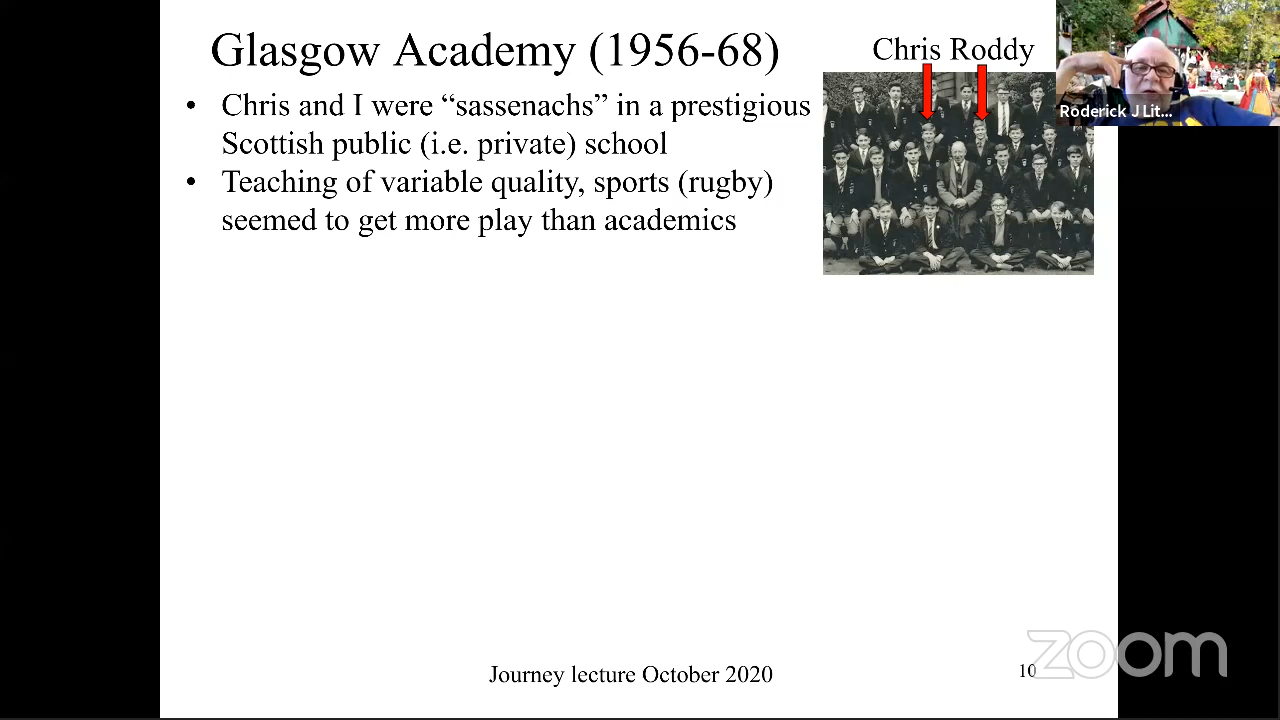 Glasgow Academy (1956-68)
Chris Roddy
• Chris and I were “sassenachs” in a prestigious
Scottish public (i.e. private) school
• Teaching of variable quality, sports (rugby)
seemed to get more play than academics
Roderick J Lit...
Journey lecture October 2020
10
zoom